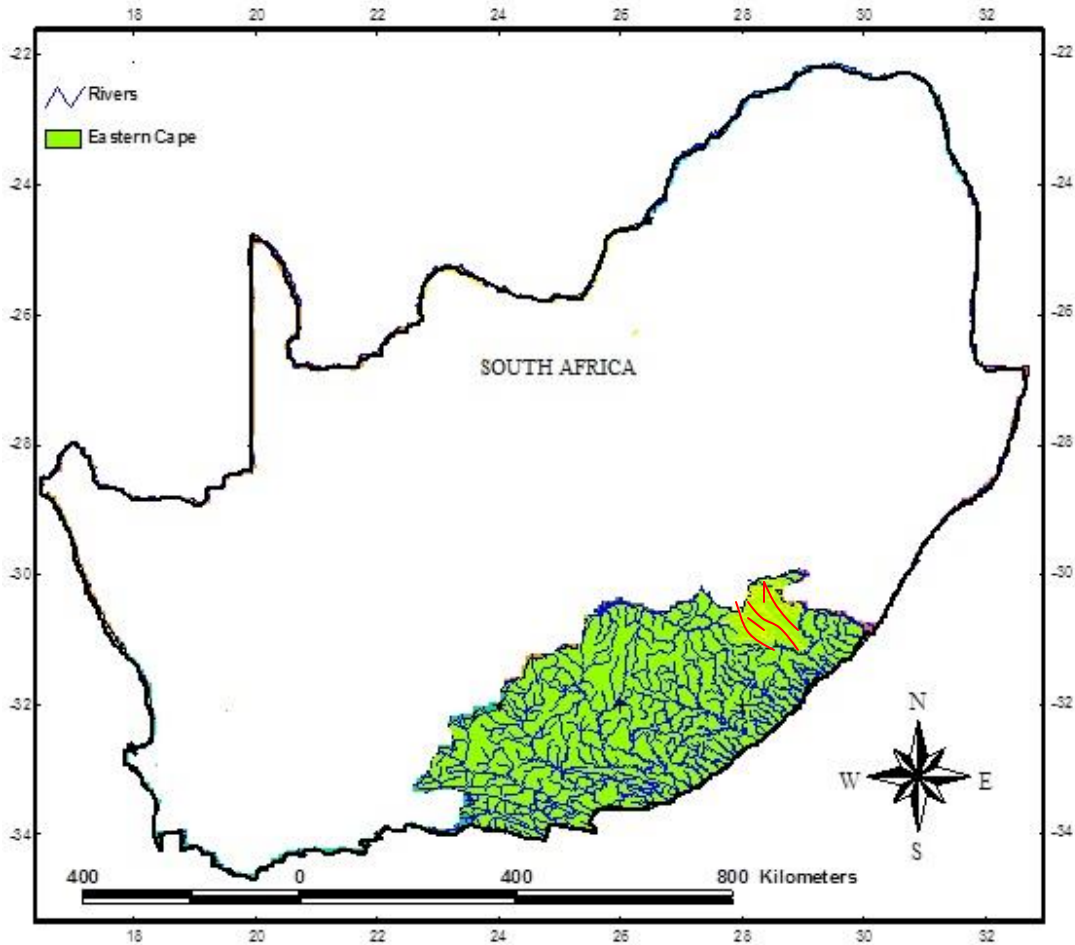 18 20 22 24 26 28 30 32
-22 -22
Rivers
Eastern Cape
-24 -24
-26 -26
SOUTH AFRICA
-28 -28
-30 -30
-32 -32
N
W E
S
-34 -34
400 0 400 800 Kilometers
18 20 22 24 26 28 30 32